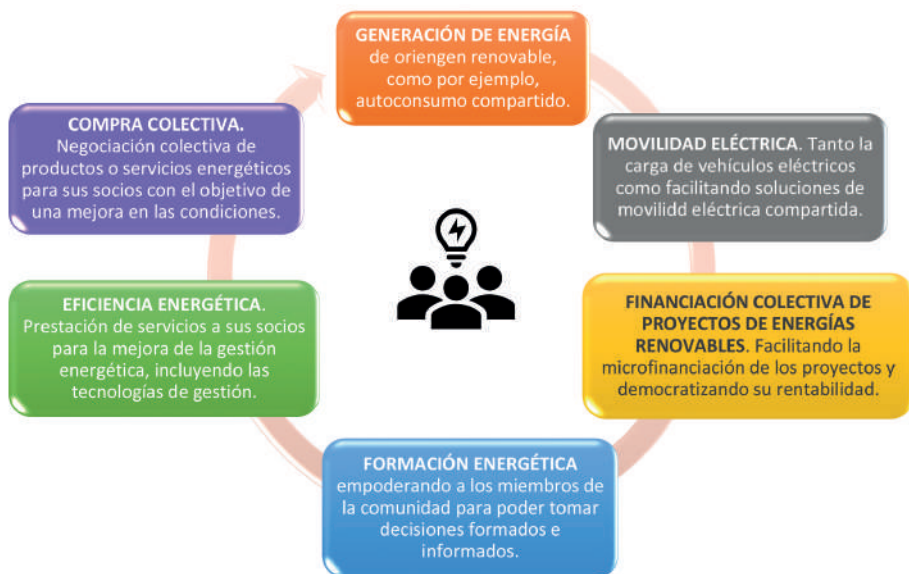 GENERACIÓN DE ENERGÍA
de oriengen renovable,
como por ejemplo,
autoconsumo compartido.
MOVILIDAD ELÉCTRICA. Tanto la
carga de vehículos eléctricos
como facilitando soluciones de
movilidd eléctrica compartida.
FINANCIACIÓN COLECTIVA DE
PROYECTOS DE ENERGÍAS
RENOVABLES. Facilitando la
microfinanciación de los proyectos y
democratizando su rentabilidad.
FORMACIÓN ENERGÉTICA
empoderando a los miembros de
la comunidad para poder tomar
decisiones formados e
informados.
EFICIENCIA ENERGÉTICA.
Prestación de servicios a sus socios
para la mejora de la gestión
energética, incluyendo las
tecnologías de gestión.
COMPRA COLECTIVA.
Negociación colectiva de
productos o servicios energéticos
para sus socios con el objetivo de
una mejora en las condiciones.